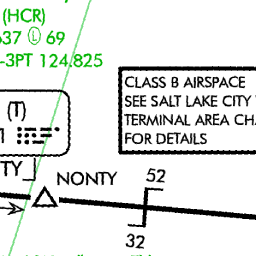 (HCR)
637 Ⓛ 69
-3PT 124.825
(T)
CLASS B AIRSPACE
SEE SALT LAKE CITY
TERMINAL AREA CHA
FOR DETAILS
TY
NONTY
52
32